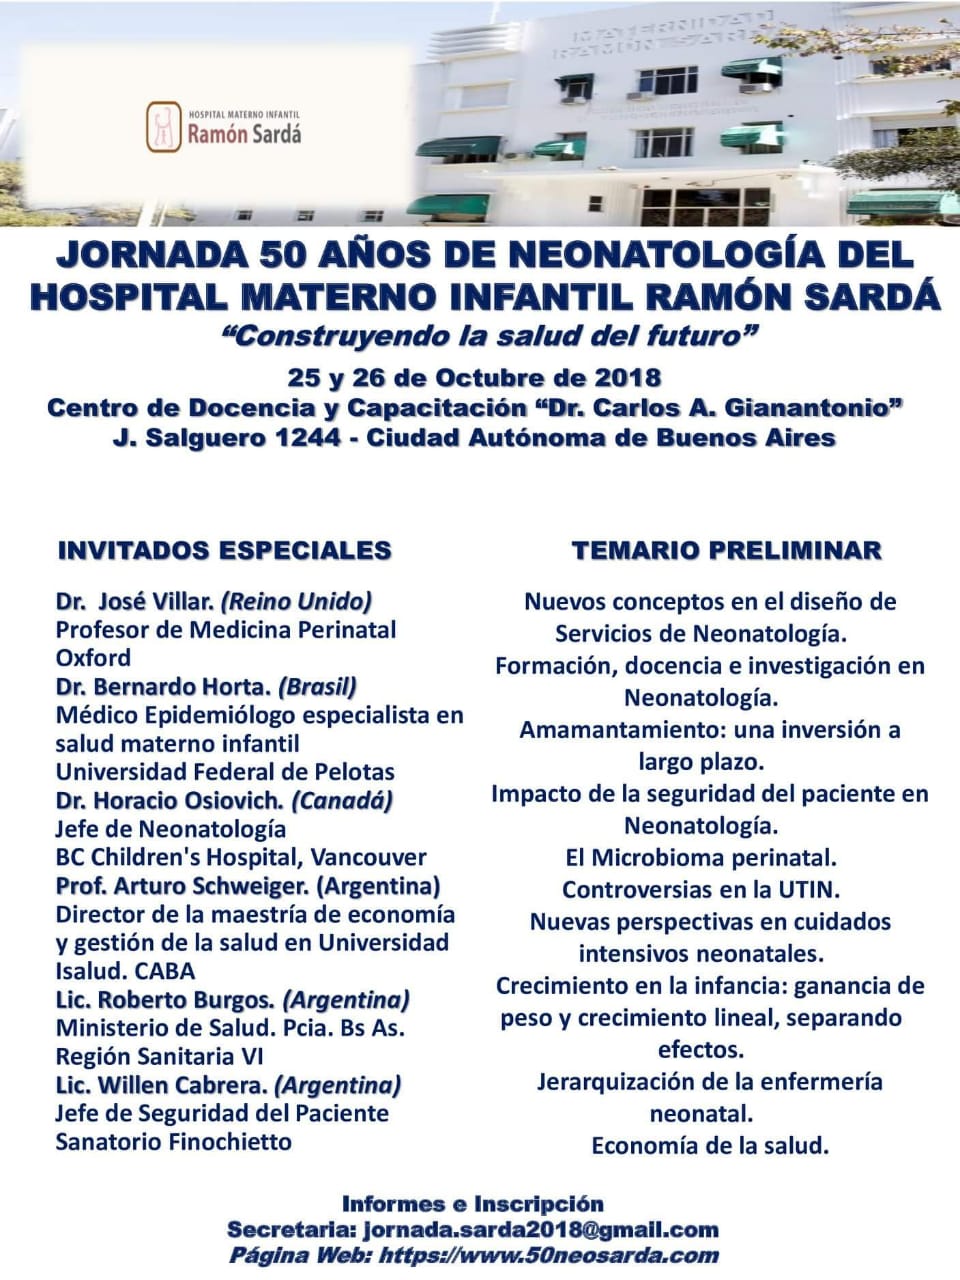 MATERNIDAD
RAMÓN SARDÁ
HOSPITAL MATERNO INFANTIL
Ramón Sardá
JORNADA 50 AÑOS DE NEONATOLOGÍA DEL
HOSPITAL MATERNO INFANTIL RAMÓN SARDÁ
“Construyendo la salud del futuro”
25 y 26 de Octubre de 2018
Centro de Docencia y Capacitación “Dr. Carlos A. Gianantonio”
J. Salguero 1244 - Ciudad Autónoma de Buenos Aires
INVITADOS ESPECIALES
Dr.  José Villar. (Reino Unido)
Profesor de Medicina Perinatal
Oxford
Dr. Bernardo Horta. (Brasil)
Médico Epidemiólogo especialista en
salud materno infantil
Universidad Federal de Pelotas
Dr. Horacio Osiovich. (Canadá)
Jefe de Neonatología
BC Children's Hospital, Vancouver
Prof. Arturo Schweiger. (Argentina)
Director de la maestría de economía
y gestión de la salud en Universidad
Isalud. CABA
Lic. Roberto Burgos. (Argentina)
Ministerio de Salud. Pcia. Bs As.
Región Sanitaria VI
Lic. Willen Cabrera. (Argentina)
Jefe de Seguridad del Paciente
Sanatorio Finochietto
TEMARIO PRELIMINAR
Nuevos conceptos en el diseño de
Servicios de Neonatología.
Formación, docencia e investigación en
Neonatología.
Amamantamiento: una inversión a
largo plazo.
Impacto de la seguridad del paciente en
Neonatología.
El Microbioma perinatal.
Controversias en la UTIN.
Nuevas perspectivas en cuidados
intensivos neonatales.
Crecimiento en la infancia: ganancia de
peso y crecimiento lineal, separando
efectos.
Jerarquización de la enfermería
neonatal.
Economía de la salud.
Informes e Inscripción
Secretaria: jornada.sarda2018@gmail.com
Página Web: https://www.50neosarda.com